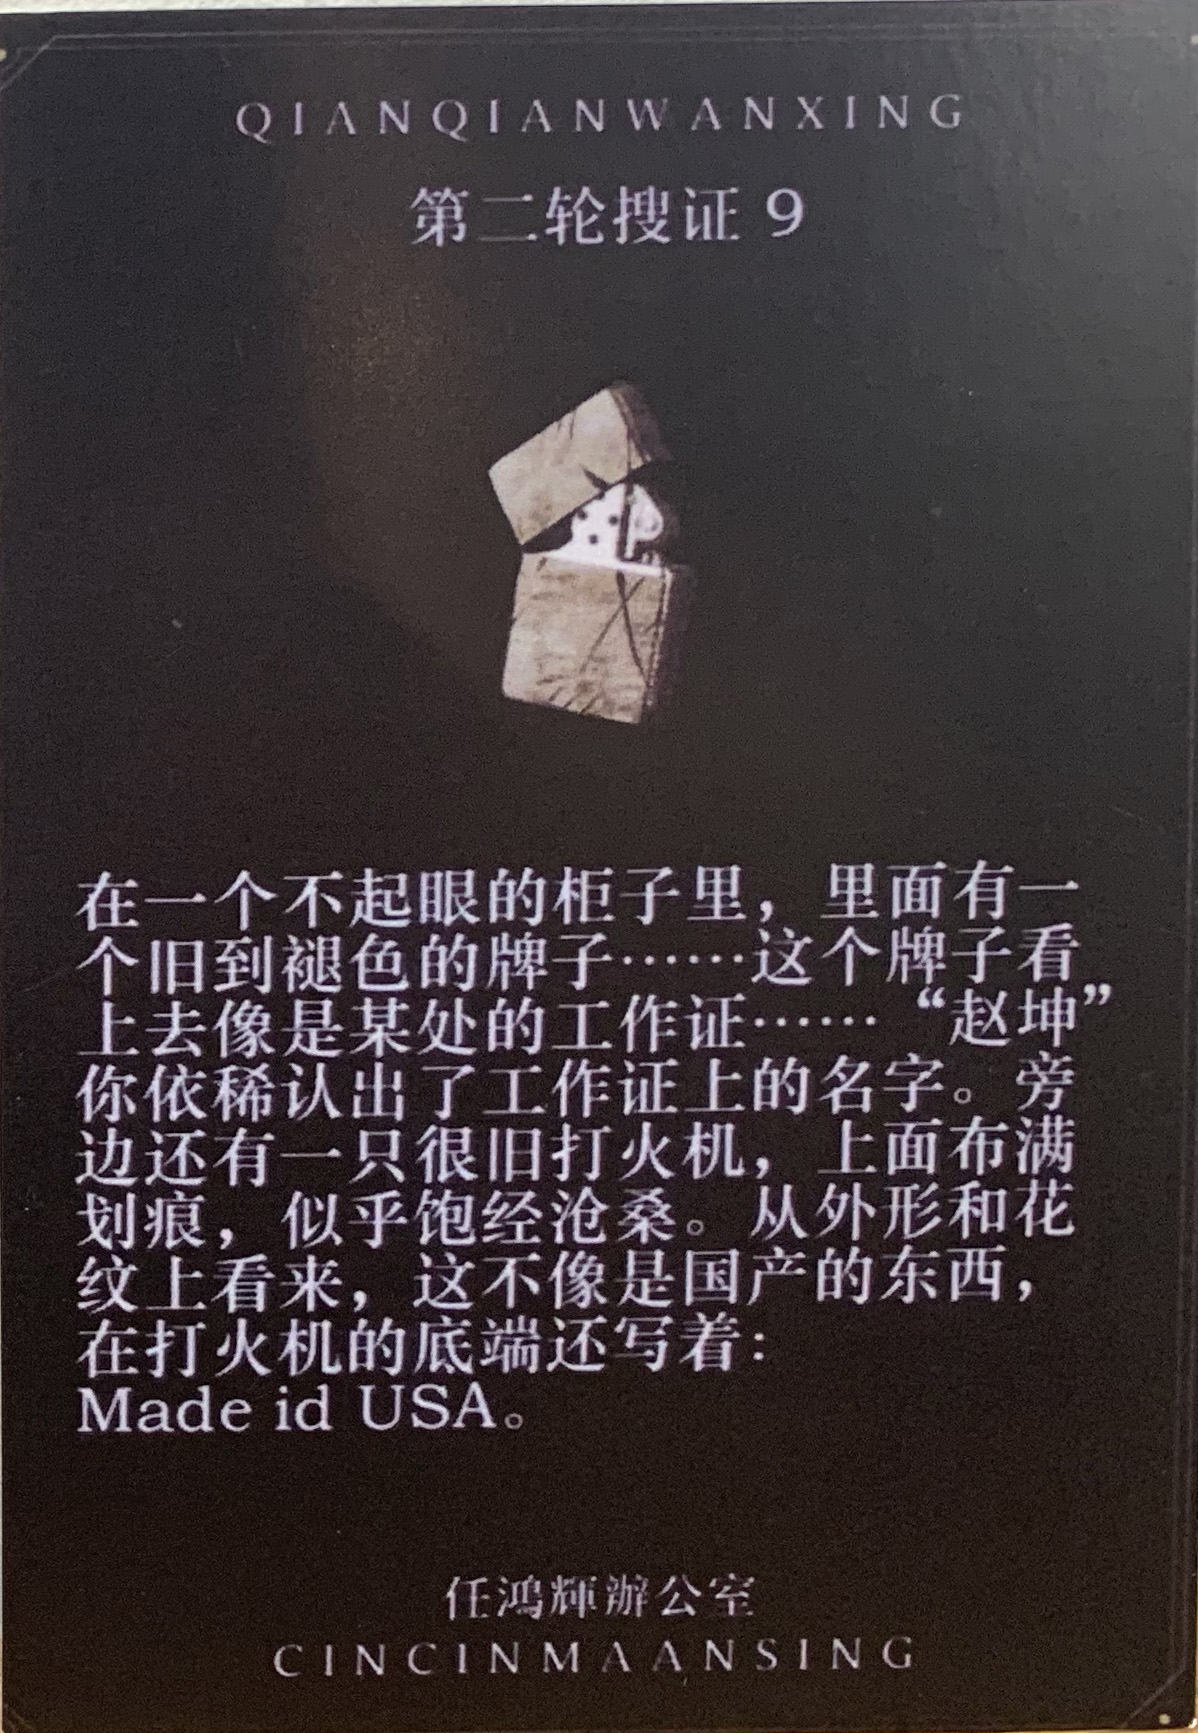 QIANQIANWANXING
第二轮搜证 9
在一个不起眼的柜子里，里面有一
个旧到褪色的牌子……这个牌子看
上去像是某处的工作证……“赵坤”
你依稀认出了工作证上的名字。旁
边还有一只很旧打火机，上面布满
划痕，似乎饱经沧桑。从外形和花
纹上看来，这不像是国产的东西，
在打火机的底端还写着：
Made id USA。
任鴻輝辦公室
CINCINMAANSING